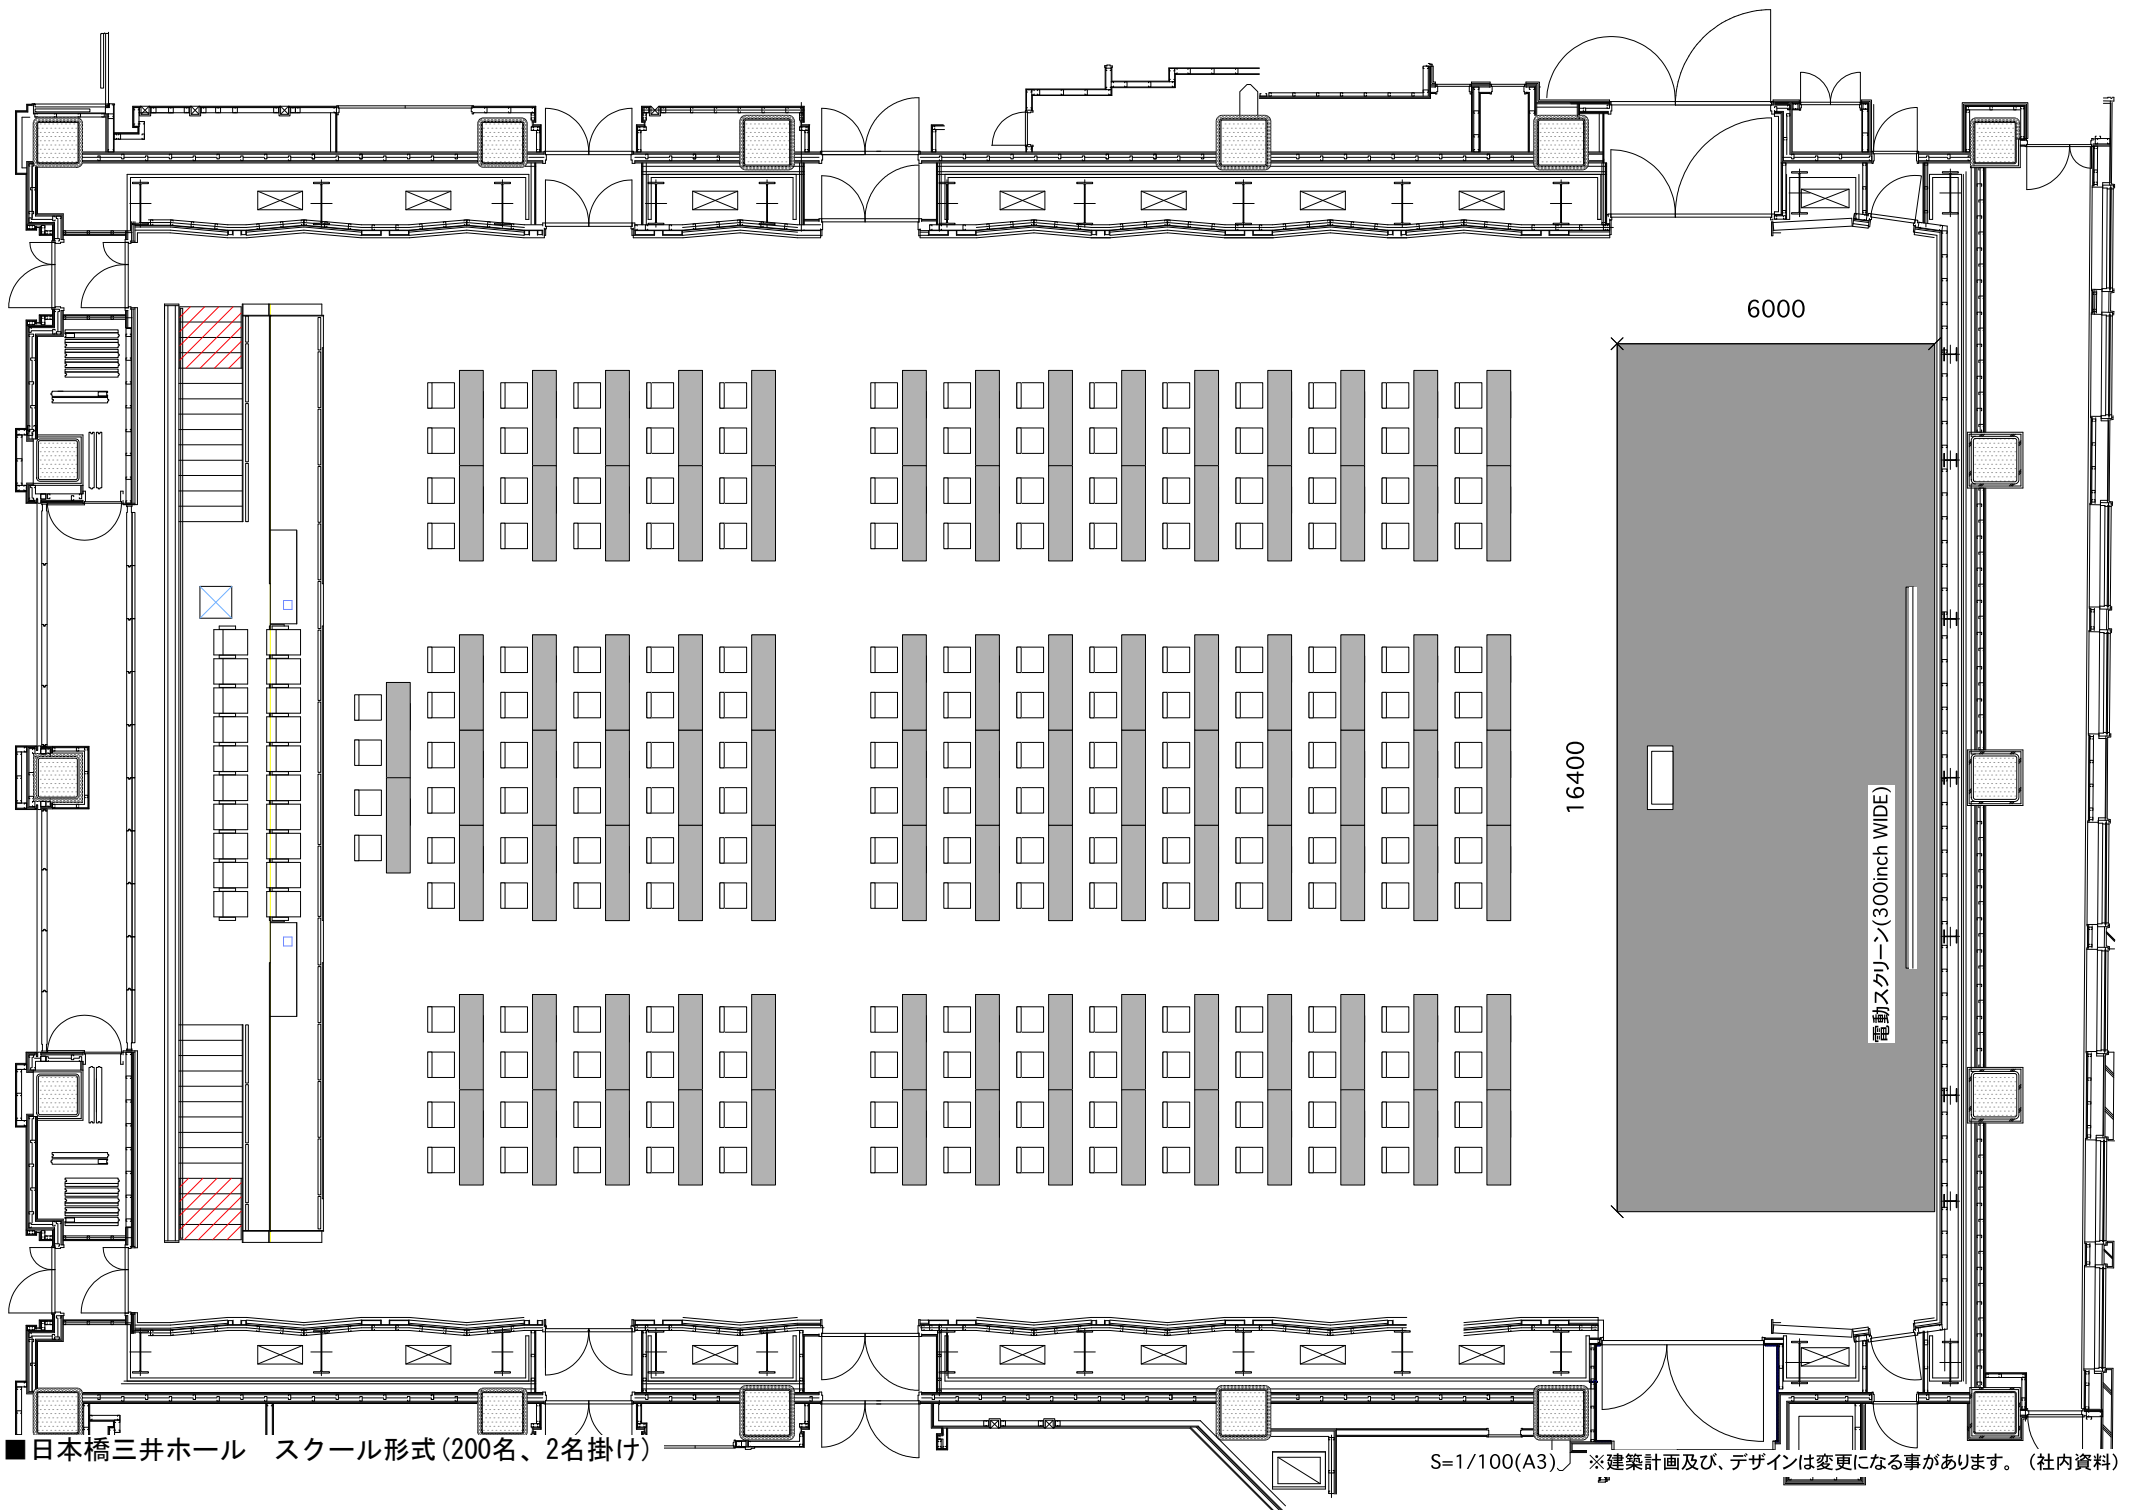 6000
16400
電動スクリーン(300inch WIDE)
■日本橋三井ホール　スクール形式(200名、2名掛け)
S=1/100(A3)　※建築計画及び、デザインは変更になる事があります。（社内資料）